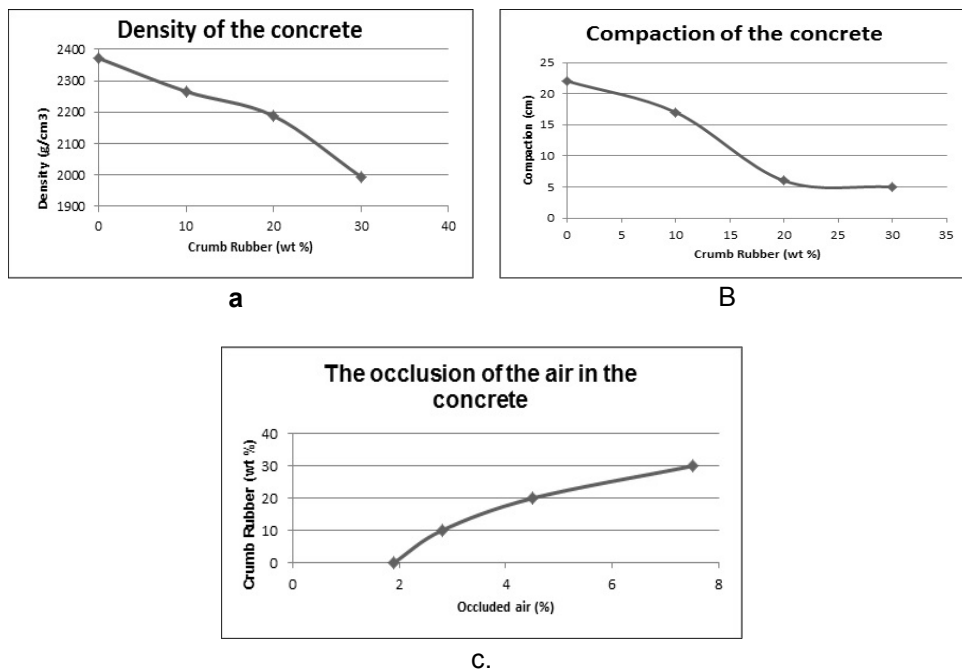 Density of the concrete
2400
2300
2200
2100
2000
1900
Density (g/cm3)
0 10 20 30 40
Crumb Rubber (wt %)
a
Compaction of the concrete
25
20
15
10
5
0
Compaction (cm)
0 5 10 15 20 25 30 35
Crumb Rubber (wt %)
B
The occlusion of the air in the
concrete
40
30
20
10
0
Crumb Rubber (wt %)
0 2 4 6 8
Occluded air (%)
c.